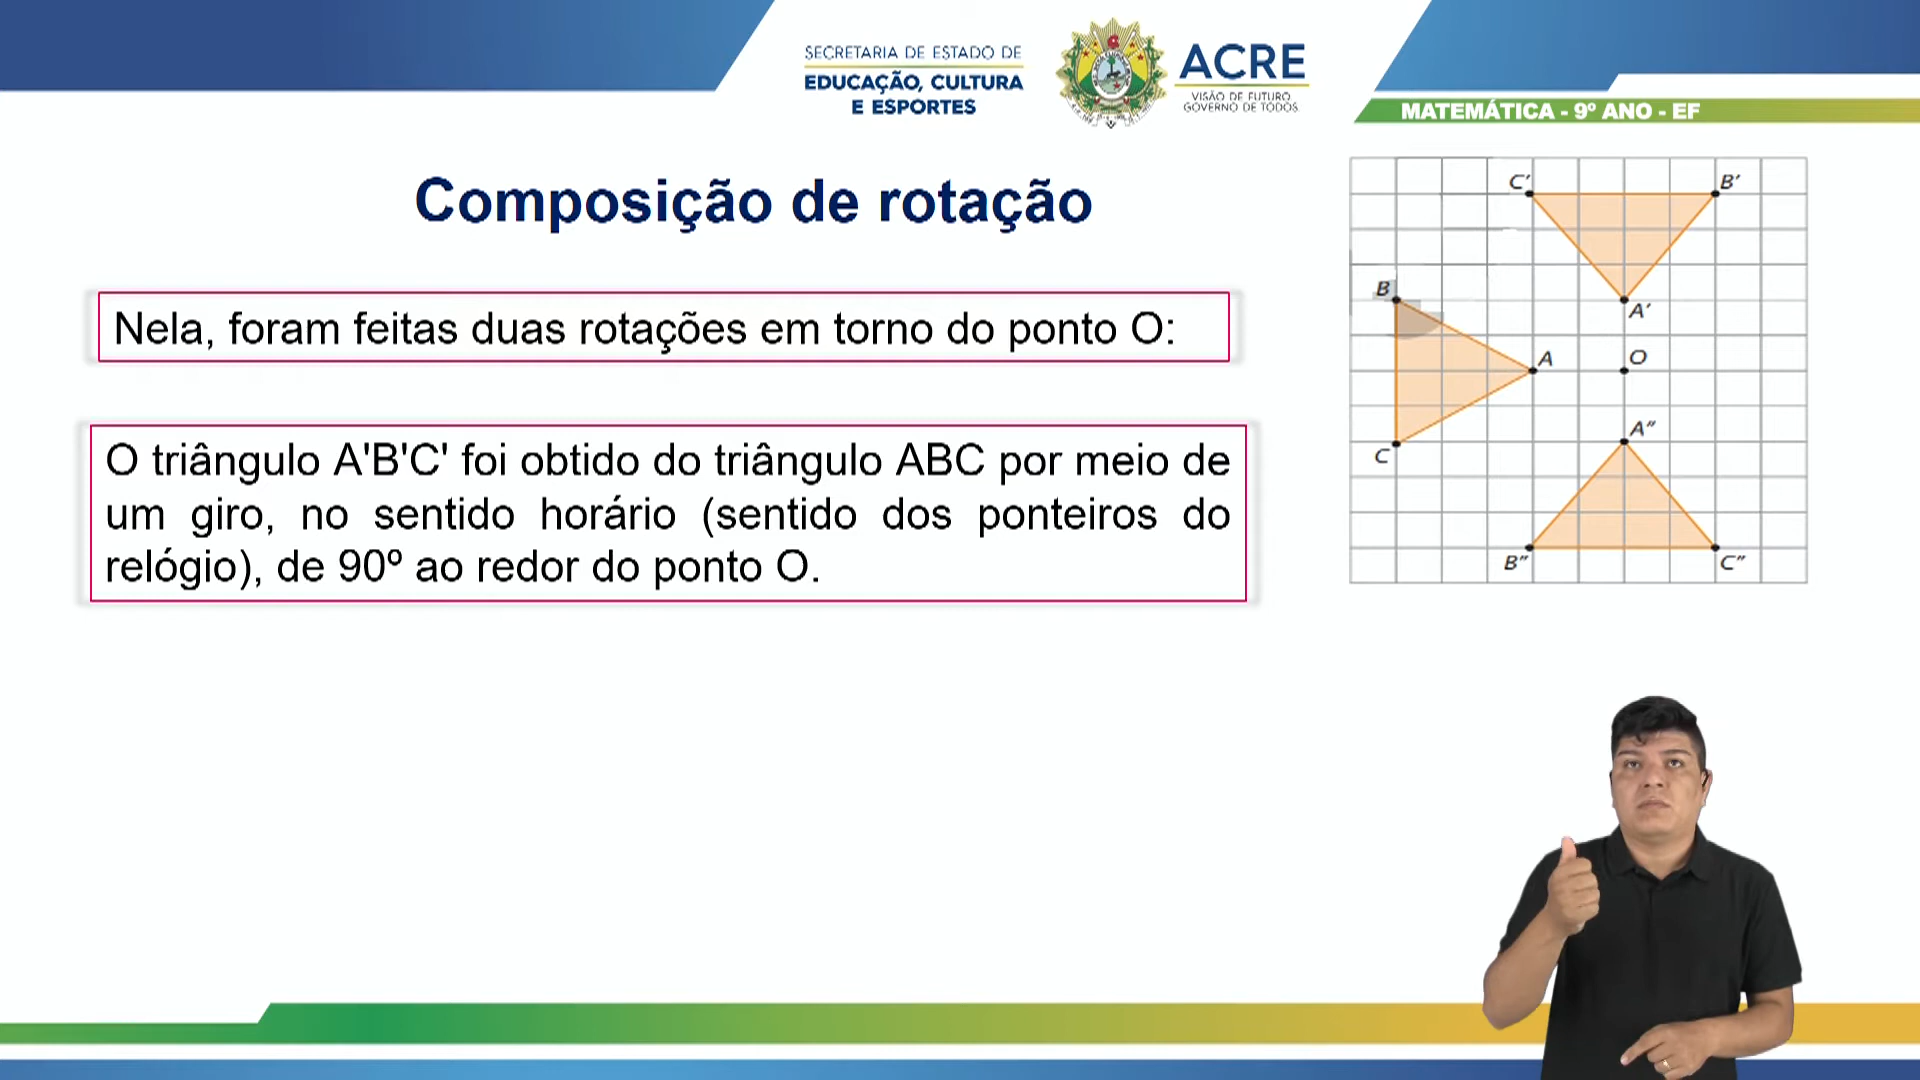 SECRETARIA DE ESTADO DE
EDUCAÇÃO, CULTURA
E ESPORTES
ACRE
VISÃO DE FUTURO
GOVERNO DE TODOS
MATEMÁTICA - 9º ANO - EF
Composição de rotação
Nela, foram feitas duas rotações em torno do ponto O:
O triângulo A'B'C' foi obtido do triângulo ABC por meio de
um giro, no sentido horário (sentido dos ponteiros do
relógio), de 90º ao redor do ponto O.
C′
B′
A′
B
A
O
C
A″
B″
C″